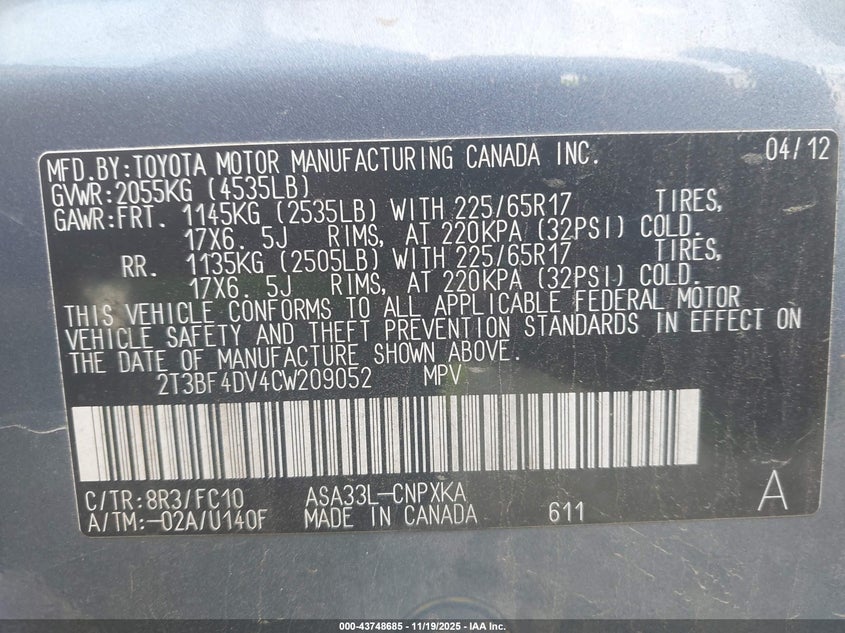 MFD.BY:TOYOTA MOTOR MANUFACTURING CANADA INC. 04/12
GVWR:2055KG (4535LB)
GAWR:FRT. 1145KG (2535LB) WITH 225/65R17 TIRES,
17X6. 5J RIMS, AT 220KPA (32PSI) COLD.
RR. 1135KG (2505LB) WITH 225/65R17 TIRES,
17X6. 5J RIMS, AT 220KPA (32PSI) COLD.
THIS VEHICLE CONFORMS TO ALL APPLICABLE FEDERAL MOTOR
VEHICLE SAFETY AND THEFT PREVENTION STANDARDS IN EFFECT ON
THE DATE OF MANUFACTURE SHOWN ABOVE.
2T3BF4DV4CW209052 MPV
C/TR:8R3/FC10 ASA33L-CNPXKA A
A/TM:-02A/U140F MADE IN CANADA 611
000-43748685 - 11/19/2025 - IAA Inc.